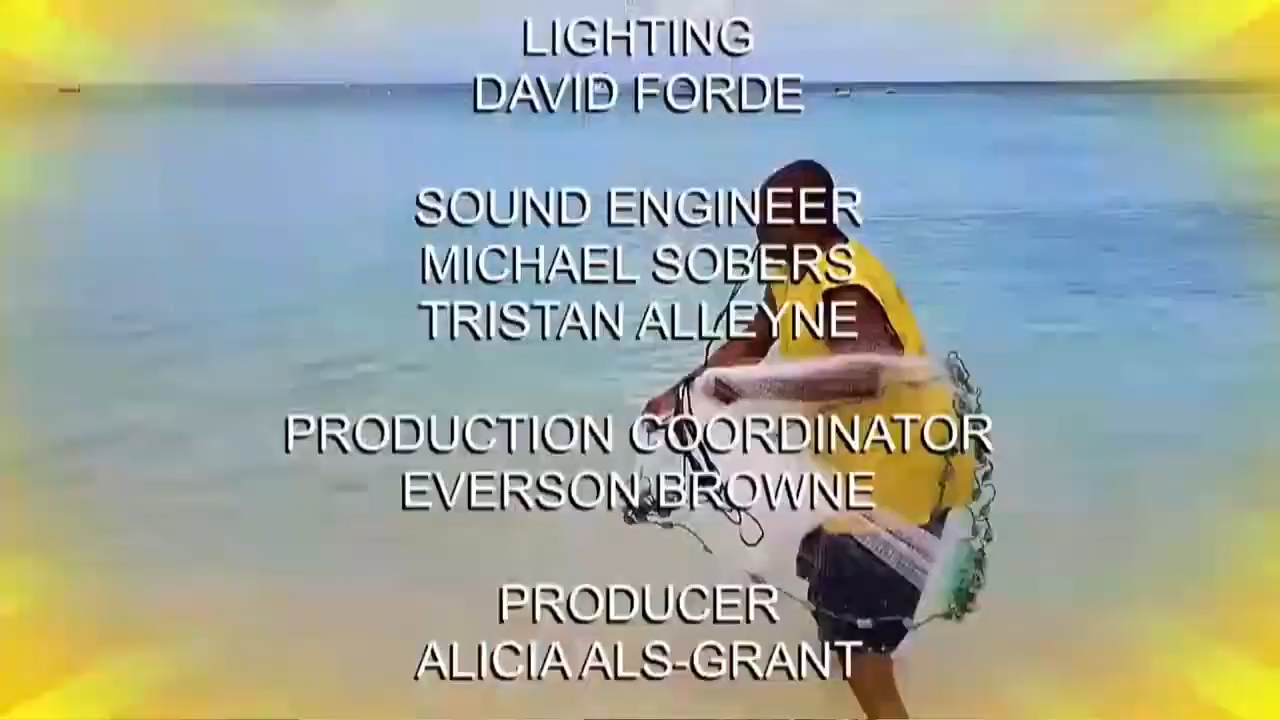 LIGHTING
DAVID FORDE
SOUND ENGINEER
MICHAEL SOBERS
TRISTAN ALLEYNE
PRODUCTION COORDINATOR
EVERSON BROWNE
PRODUCER
ALICIA ALS-GRANT